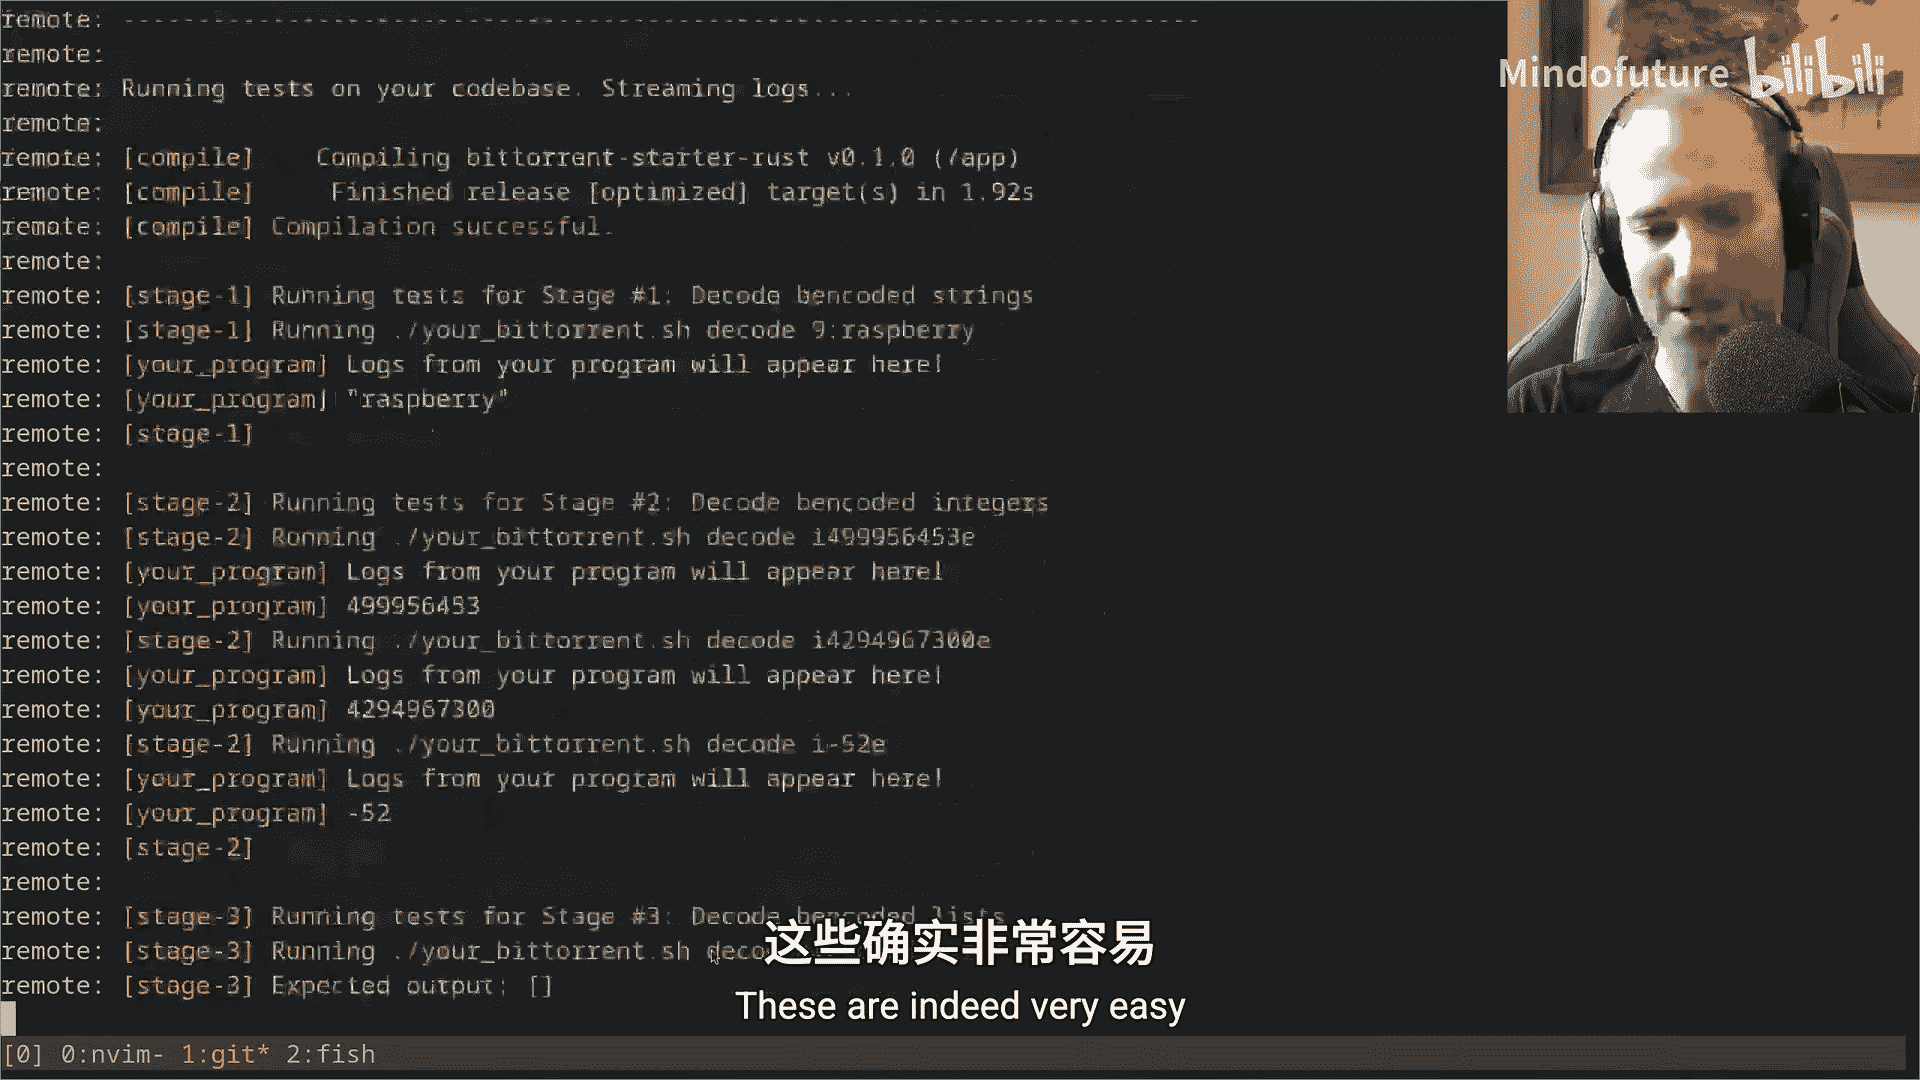 remote: ------------------------------------------------------------------------
remote:
remote: Running tests on your codebase. Streaming logs...
remote:
remote: [compile]    Compiling bittorrent-starter-rust v0.1.0 (/app)
remote: [compile]     Finished release [optimized] target(s) in 1.92s
remote: [compile] Compilation successful.
remote:
remote: [stage-1] Running tests for Stage #1: Decode bencoded strings
remote: [stage-1] Running ./your_bittorrent.sh decode 9:raspberry
remote: [your_program] Logs from your program will appear here!
remote: [your_program] "raspberry"
remote: [stage-1]
remote:
remote: [stage-2] Running tests for Stage #2: Decode bencoded integers
remote: [stage-2] Running ./your_bittorrent.sh decode i499956453e
remote: [your_program] Logs from your program will appear here!
remote: [your_program] 499956453
remote: [stage-2] Running ./your_bittorrent.sh decode i4294967300e
remote: [your_program] Logs from your program will appear here!
remote: [your_program] 4294967300
remote: [stage-2] Running ./your_bittorrent.sh decode i-52e
remote: [your_program] Logs from your program will appear here!
remote: [your_program] -52
remote: [stage-2]
remote:
remote: [stage-3] Running tests for Stage #3: Decode bencoded lists
remote: [stage-3] Running ./your_bittorrent.sh
remote: [stage-3] Expected output: []
[0] 0:nvim- 1:git* 2:fish
Mindofuture bilibili
这些确实非常容易
These are indeed very easy